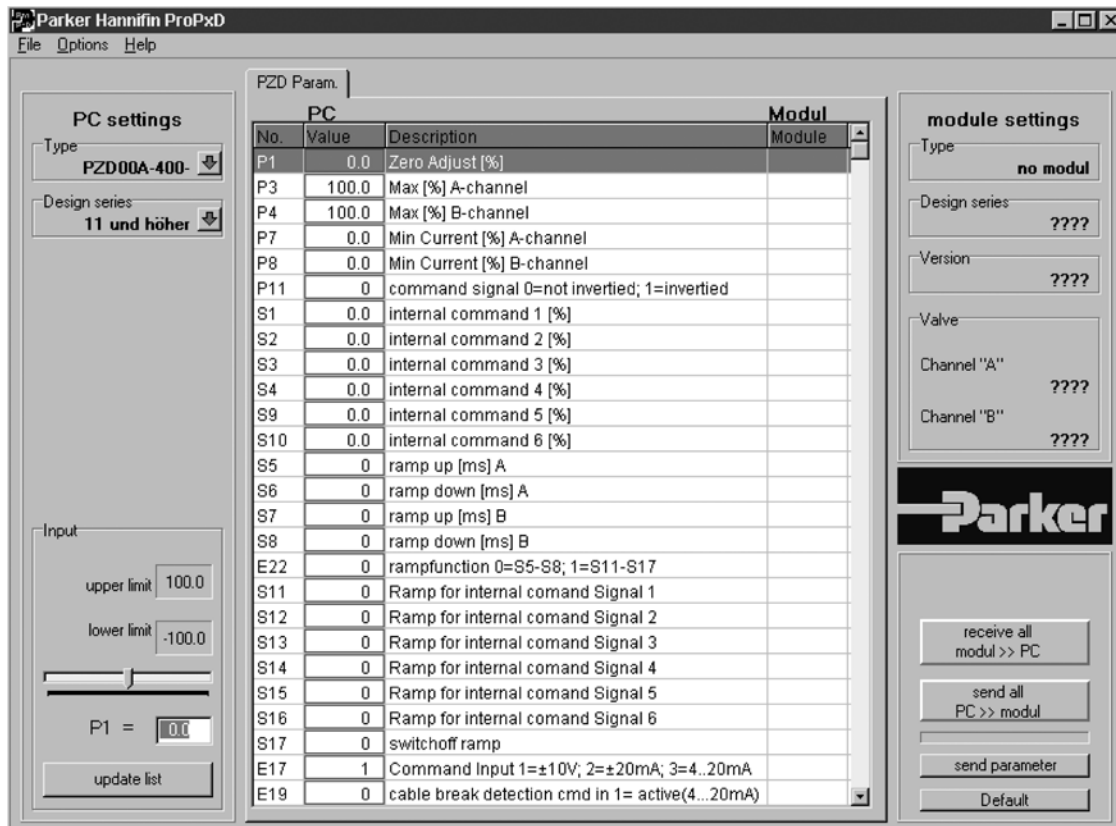 Parker Hannifin ProPxD
File Options Help
PZD Param.
PC settings
Type
PZD00A-400-
Design series
11 und höher
Input
upper limit 100.0
lower limit -100.0
P1 = 0.0
update list
PC Modul
No. Value Description Module
P1 0.0 Zero Adjust [%]
P3 100.0 Max [%] A-channel
P4 100.0 Max [%] B-channel
P7 0.0 Min Current [%] A-channel
P8 0.0 Min Current [%] B-channel
P11 0 command signal 0=not invertied; 1=invertied
S1 0.0 internal command 1 [%]
S2 0.0 internal command 2 [%]
S3 0.0 internal command 3 [%]
S4 0.0 internal command 4 [%]
S9 0.0 internal command 5 [%]
S10 0.0 internal command 6 [%]
S5 0 ramp up [ms] A
S6 0 ramp down [ms] A
S7 0 ramp up [ms] B
S8 0 ramp down [ms] B
E22 0 rampfunction 0=S5-S8; 1=S11-S17
S11 0 Ramp for internal comand Signal 1
S12 0 Ramp for internal comand Signal 2
S13 0 Ramp for internal comand Signal 3
S14 0 Ramp for internal comand Signal 4
S15 0 Ramp for internal comand Signal 5
S16 0 Ramp for internal comand Signal 6
S17 0 switchoff ramp
E17 1 Command Input 1=±10V; 2=±20mA; 3=4..20mA
E19 0 cable break detection cmd in 1= active(4...20mA)
module settings
Type
no modul
Design series
????
Version
????
Valve
Channel "A"
????
Channel "B"
????
Parker
receive all
modul >> PC
send all
PC >> modul
send parameter
Default